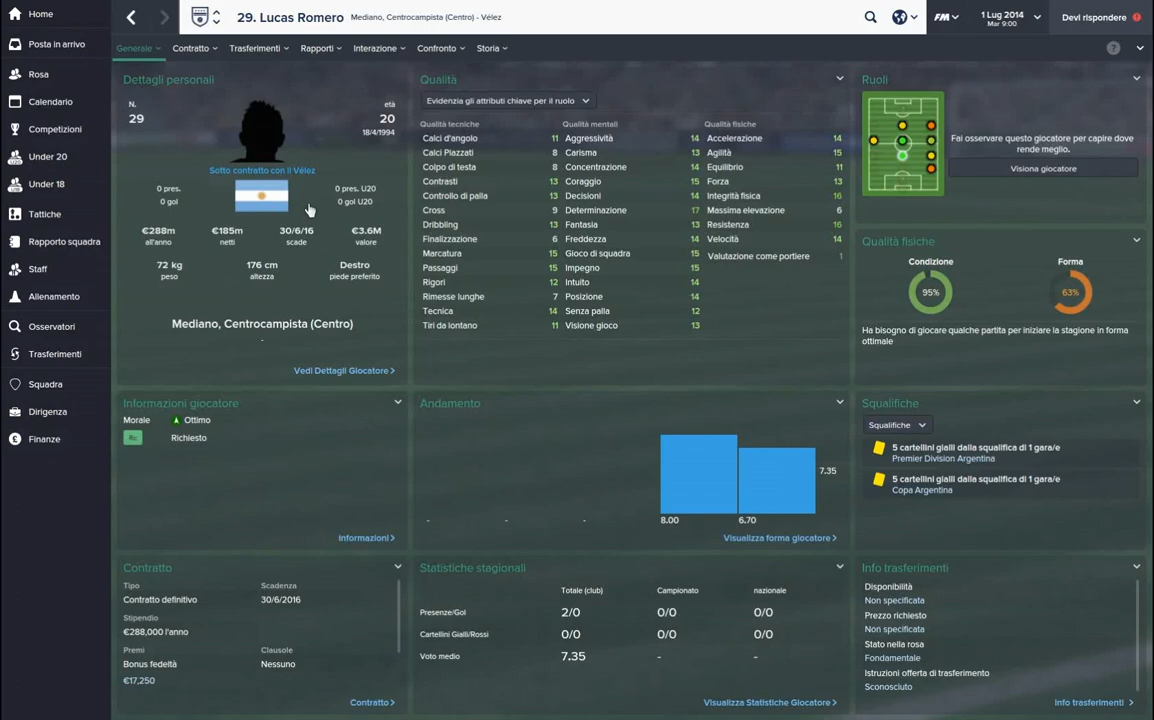 Home
Posta in arrivo
Rosa
Calendario
Competizioni
Under 20
Under 18
Tattiche
Rapporto squadra
Staff
Allenamento
Osservatori
Trasferimenti
Squadra
Dirigenza
Finanze
29. Lucas Romero
Mediano, Centrocampista (Centro) - Vélez
FM
1 Lug 2014
Mar 9:00
Devi rispondere
Generale
Contratto
Trasferimenti
Rapporti
Interazione
Confronto
Storia
Dettagli personali
N.
29
età
20
18/4/1994
Sotto contratto con il Vélez
0 pres.
0 gol
0 pres. U20
0 gol U20
€288m
all'anno
€185m
netti
30/6/16
scade
€3.6M
valore
72 kg
peso
176 cm
altezza
Destro
piede preferito
Mediano, Centrocampista (Centro)
-
Vedi Dettagli Giocatore >
Qualità
Evidenzia gli attributi chiave per il ruolo
Qualità tecniche
Calci d'angolo 11
Calci Piazzati 8
Colpo di testa 8
Contrasti 13
Controllo di palla 13
Cross 9
Dribbling 13
Finalizzazione 6
Marcatura 15
Passaggi 15
Rigori 12
Rimesse lunghe 7
Tecnica 14
Tiri da lontano 11
Qualità mentali
Aggressività 14
Carisma 13
Concentrazione 14
Coraggio 15
Decisioni 14
Determinazione 17
Fantasia 13
Freddezza 14
Gioco di squadra 15
Impegno 15
Intuito 14
Posizione 14
Senza palla 12
Visione gioco 13
Qualità fisiche
Accelerazione 14
Agilità 15
Equilibrio 11
Forza 13
Integrità fisica 16
Massima elevazione 6
Resistenza 16
Velocità 14
Valutazione come portiere 1
Ruoli
Fai osservare questo giocatore per capire dove
rende meglio.
Visiona giocatore
Qualità fisiche
Condizione
95%
Forma
63%
Ha bisogno di giocare qualche partita per iniziare la stagione in forma
ottimale
Informazioni giocatore
Morale
Ottimo
Ric
Richiesto
Informazioni >
Andamento
-
-
-
8.00
6.70
7.35
Visualizza forma giocatore >
Squalifiche
Squalifiche
5 cartellini gialli dalla squalifica di 1 gara/e
Premier Division Argentina
5 cartellini gialli dalla squalifica di 1 gara/e
Copa Argentina
Contratto
Tipo
Contratto definitivo
Scadenza
30/6/2016
Stipendio
€288,000 l'anno
Premi
Bonus fedeltà
€17,250
Clausole
Nessuno
Contratto >
Statistiche stagionali
Totale (club) Campionato nazionale
Presenze/Gol 2/0 0/0 0/0
Cartellini Gialli/Rossi 0/0 0/0 0/0
Voto medio 7.35 - -
Visualizza Statistiche Giocatore >
Info trasferimenti
Disponibilità
Non specificata
Prezzo richiesto
Non specificata
Stato nella rosa
Fondamentale
Istruzioni offerta di trasferimento
Sconosciuto
Info trasferimenti >